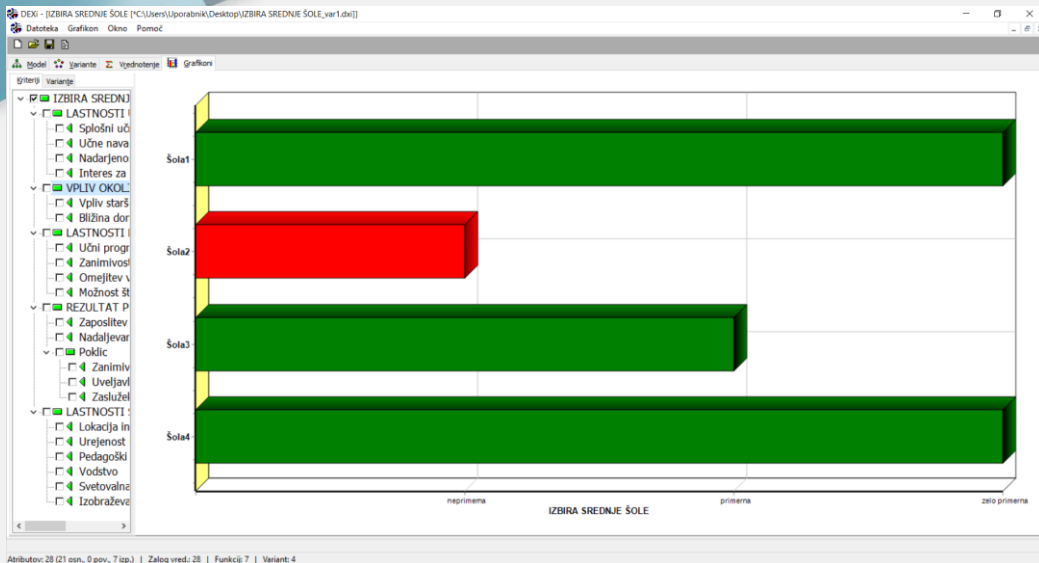 DEXi - [IZBIRA SREDNJE ŠOLE [*C:\Users\Uporabnik\Desktop\IZBIRA SREDNJE ŠOLE_var1.dxi]]
Datoteka Grafikon Okno Pomoč
Model Variante Vrednotenje Grafikoni
Kriteriji Variante
IZBIRA SREDNJ
LASTNOSTI
Splošni uč
Učne nava
Nadarjeno
Interes za
VPLIV OKOL
Vpliv starš
Bližina dor
LASTNOSTI
Učni progr
Zanimivost
Omejitev v
Možnost št
REZULTAT P
Zaposlitev
Nadaljevar
Poklic
Zanimiv
Uveljavl
Zaslužel
LASTNOSTI
Lokacija in
Urejenost
Pedagoški
Vodstvo
Svetovalna
Izobraževa
Šola1
Šola2
Šola3
Šola4
neprimerna primerna zelo primerna
IZBIRA SREDNJE ŠOLE
Atributov: 28 (21 osn., 0 pov., 7 izp.) | Zalog vred.: 28 | Funkcij: 7 | Variant: 4